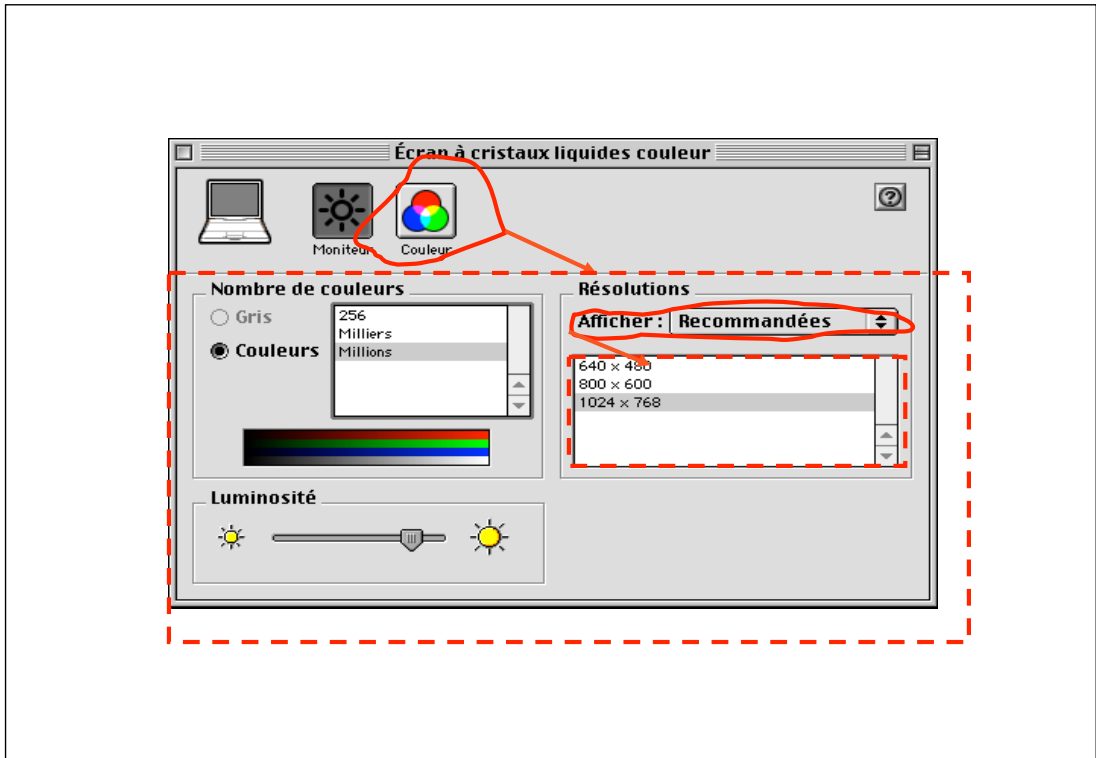 Écran à cristaux liquides couleur
Moniteur
Couleur
Nombre de couleurs
Gris
Couleurs
256
Milliers
Millions
Résolutions
Afficher : Recommandées
640 × 480
800 × 600
1024 × 768
Luminosité